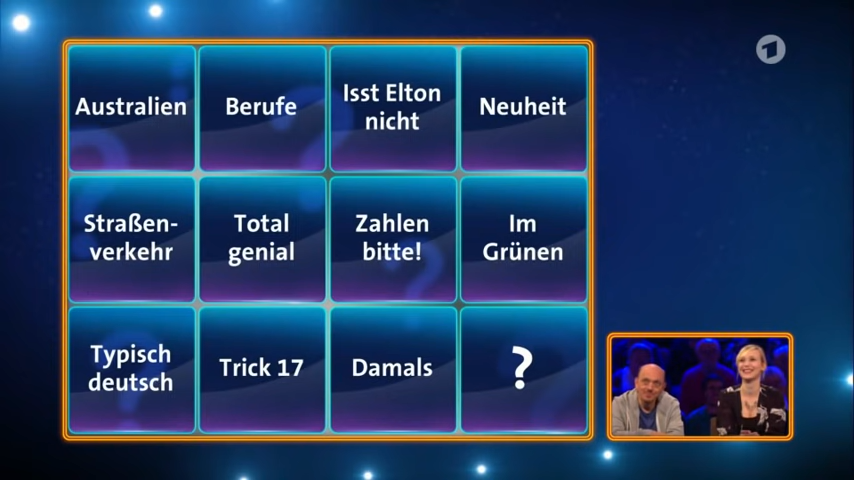 Australien
Berufe
Isst Elton
nicht
Neuheit
Straßen-
verkehr
Total
genial
Zahlen
bitte!
Im
Grünen
Typisch
deutsch
Trick 17
Damals
?
1